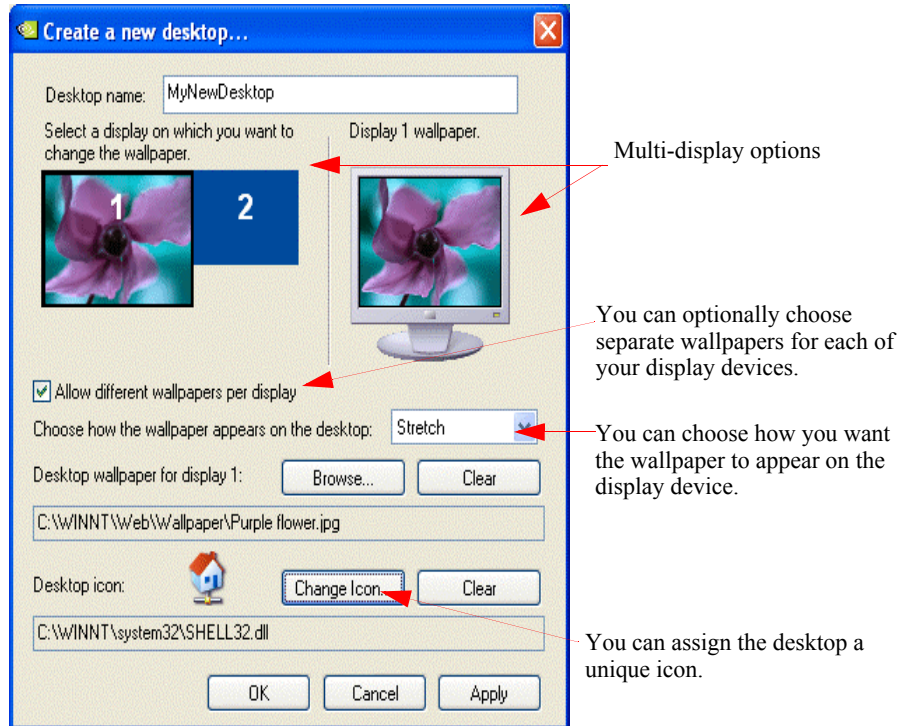 Create a new desktop...
Desktop name:
MyNewDesktop
Select a display on which you want to
change the wallpaper.
Display 1 wallpaper.
1
2
Multi-display options
You can optionally choose
separate wallpapers for each of
your display devices.
Allow different wallpapers per display
Choose how the wallpaper appears on the desktop:
Stretch
You can choose how you want
the wallpaper to appear on the
display device.
Desktop wallpaper for display 1:
Browse...
Clear
C:\WINNT\Web\Wallpaper\Purple flower.jpg
Desktop icon:
Change Icon..
Clear
C:\WINNT\system32\SHELL32.dll
You can assign the desktop a
unique icon.
OK
Cancel
Apply